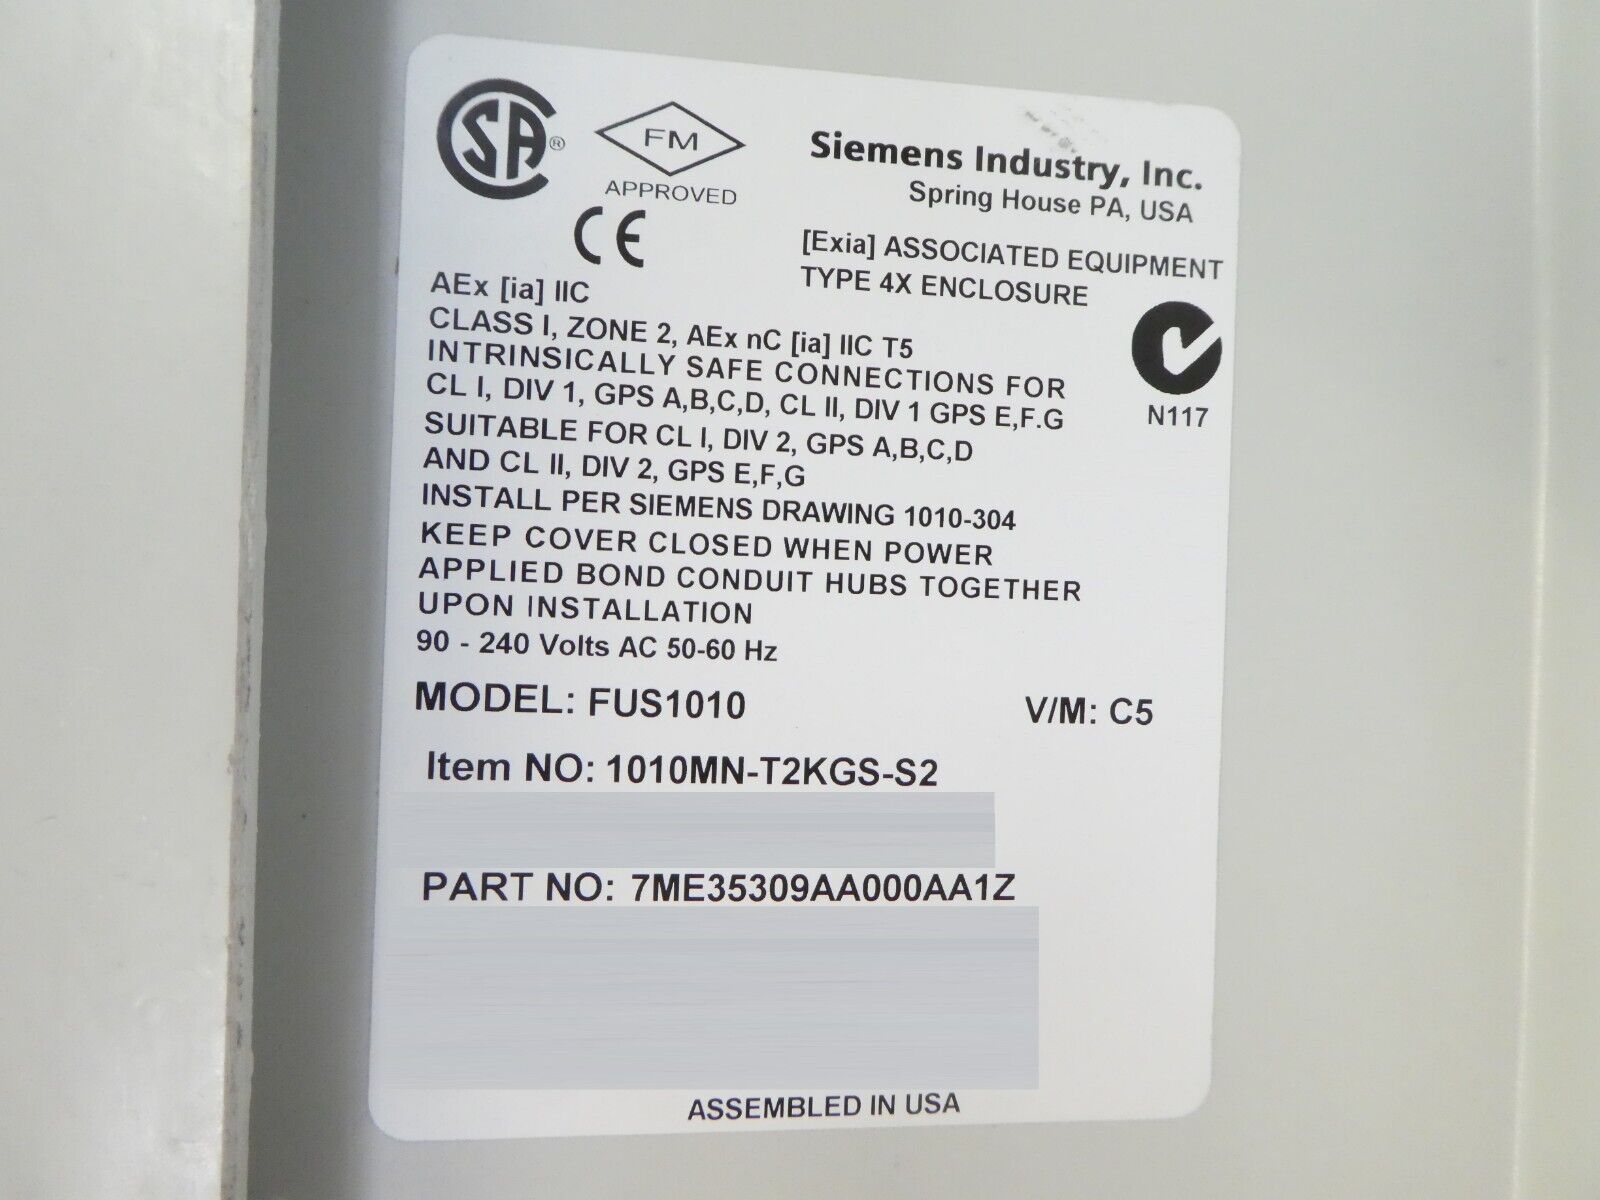 CSA ®
FM
APPROVED
CE
Siemens Industry, Inc.
Spring House PA, USA
[Exia] ASSOCIATED EQUIPMENT
TYPE 4X ENCLOSURE
N117
AEx [ia] IIC
CLASS I, ZONE 2, AEx nC [ia] IIC T5
INTRINSICALLY SAFE CONNECTIONS FOR
CL I, DIV 1, GPS A,B,C,D, CL II, DIV 1 GPS E,F.G
SUITABLE FOR CL I, DIV 2, GPS A,B,C,D
AND CL II, DIV 2, GPS E,F,G
INSTALL PER SIEMENS DRAWING 1010-304
KEEP COVER CLOSED WHEN POWER
APPLIED BOND CONDUIT HUBS TOGETHER
UPON INSTALLATION
90 - 240 Volts AC 50-60 Hz
MODEL: FUS1010 V/M: C5
Item NO: 1010MN-T2KGS-S2
PART NO: 7ME35309AA000AA1Z
ASSEMBLED IN USA